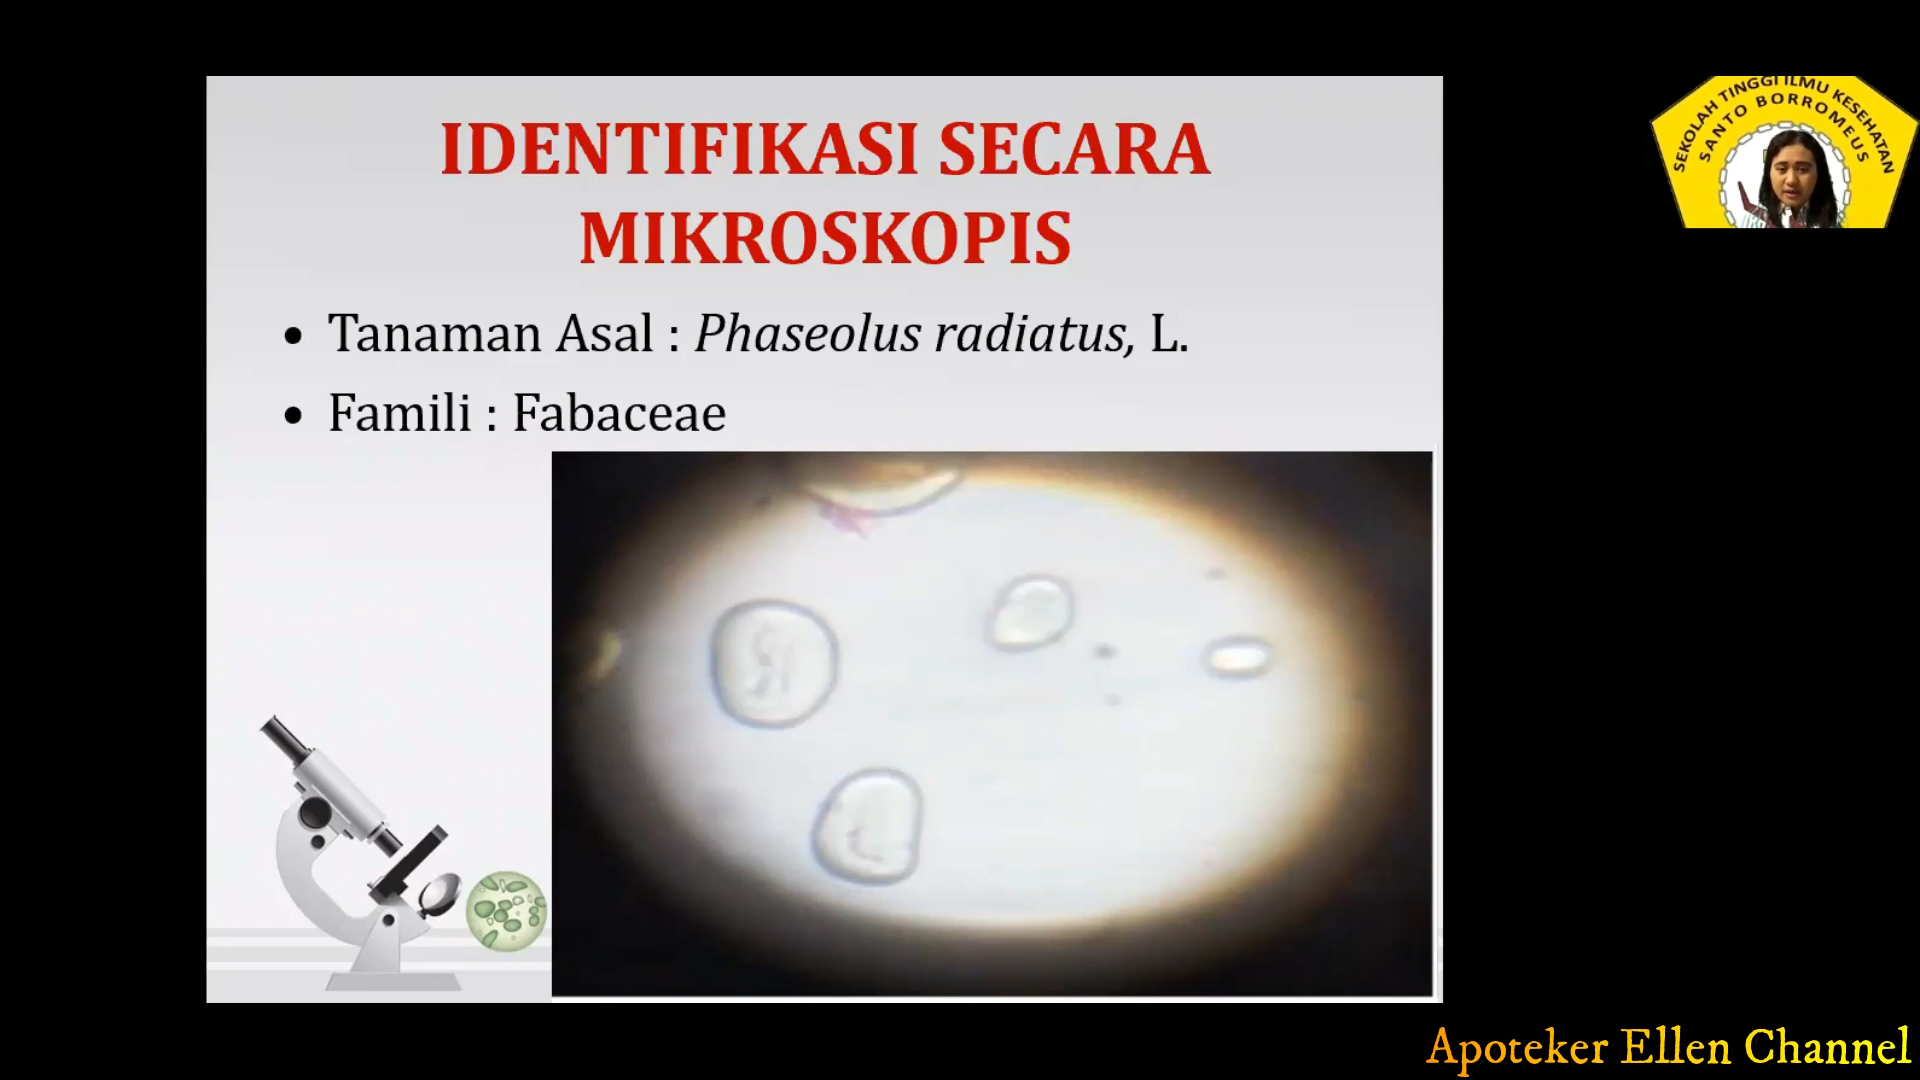 IDENTIFIKASI SECARA
MIKROSKOPIS
• Tanaman Asal : Phaseolus radiatus, L.
• Famili : Fabaceae
SEKOLAH TINGGI ILMU KESEHATAN
SANTO BORROMEUS
Apoteker Ellen Channel